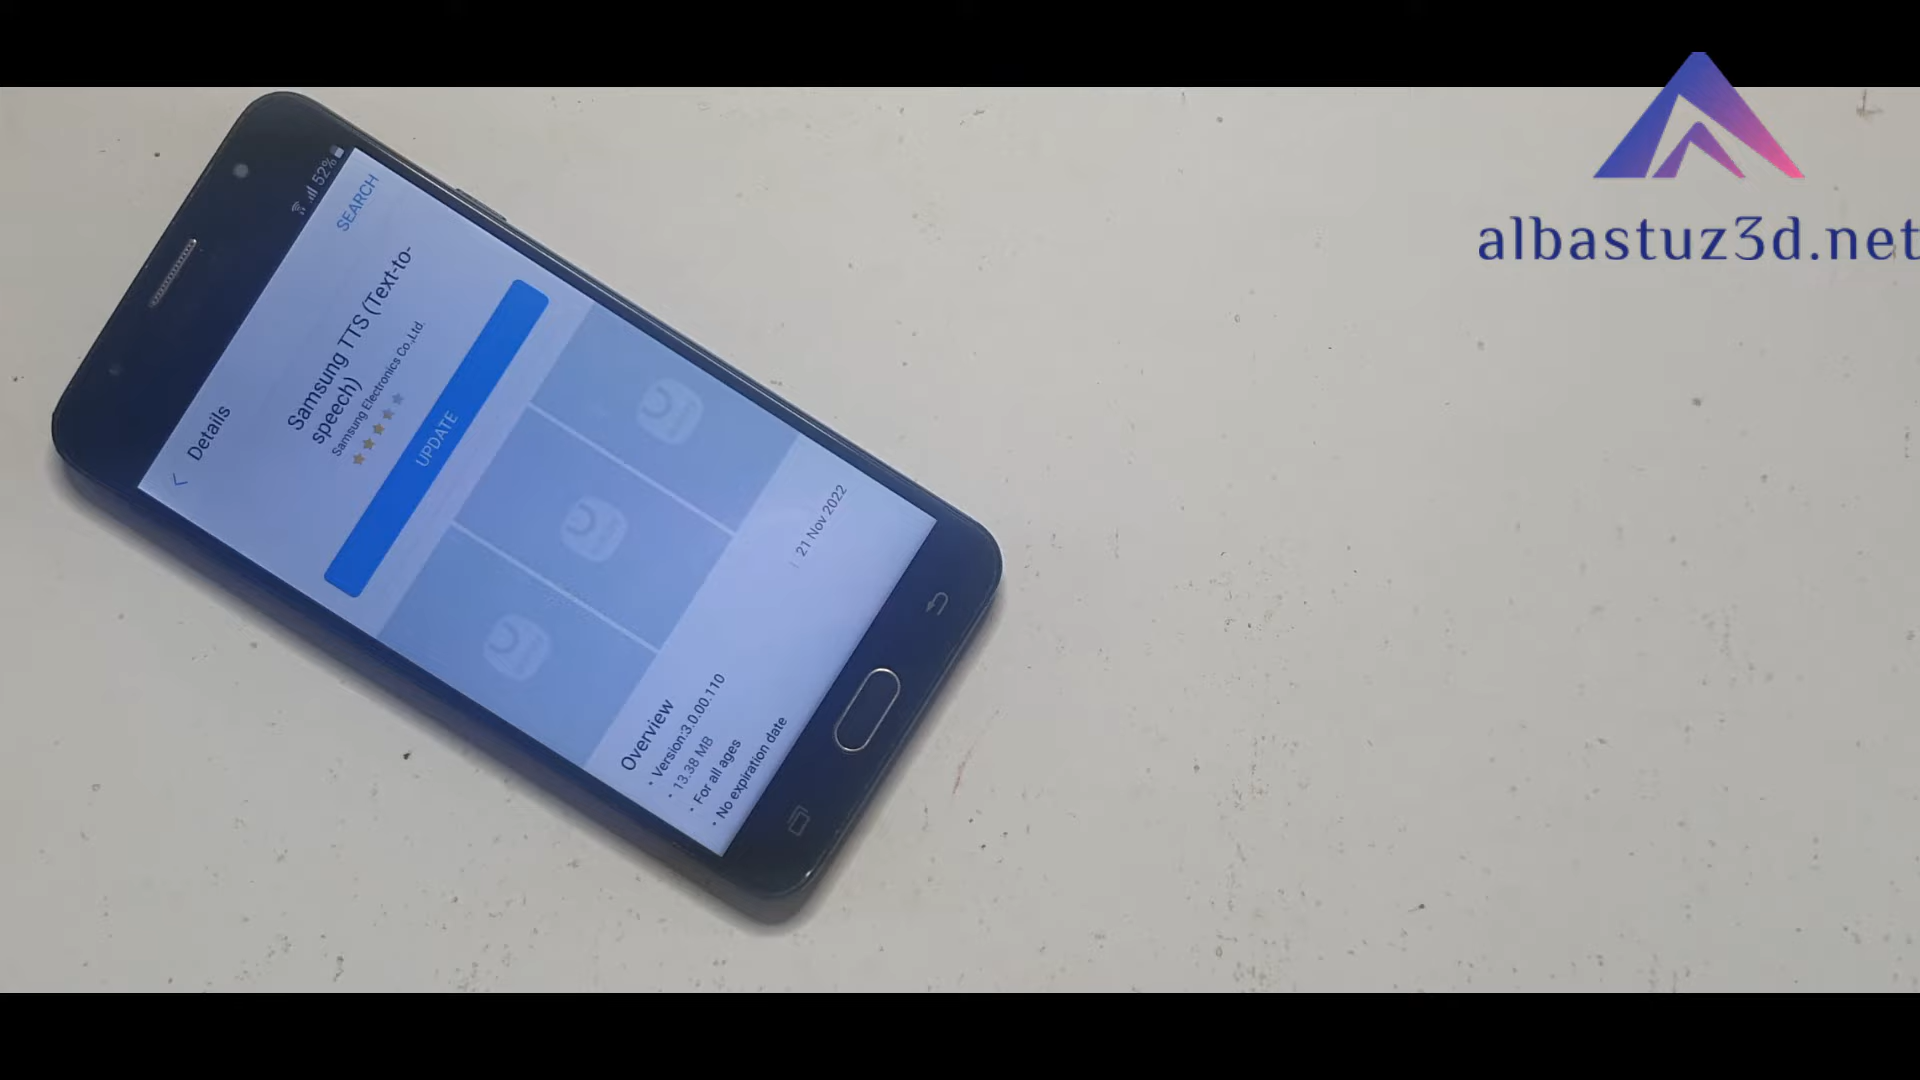 albastuz3d.net
52%
SEARCH
Details
Samsung TTS (Text-to-
speech)
Samsung Electronics Co.,Ltd.
UPDATE
21 Nov 2022
Overview
• Version:3.0.00.110
• 13.38 MB
• For all ages
• No expiration date